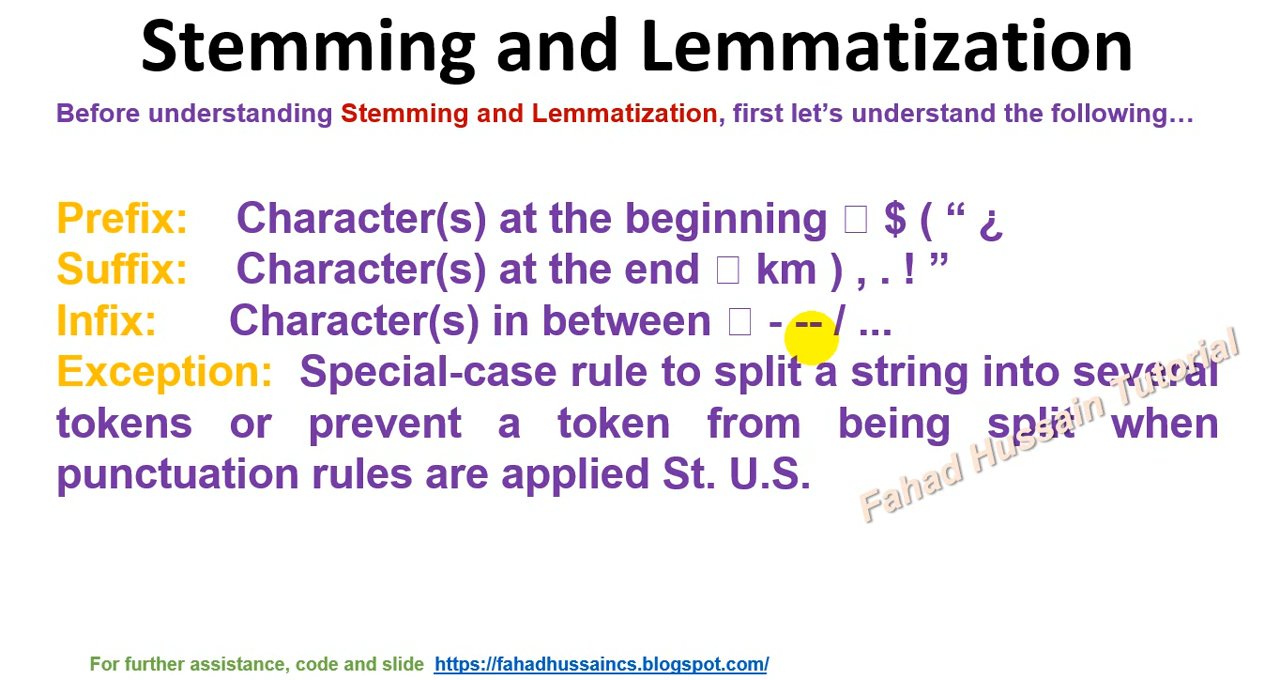 Stemming and Lemmatization
Before understanding Stemming and Lemmatization, first let’s understand the following…
Prefix: Character(s) at the beginning □ $ ( “ ¿
Suffix: Character(s) at the end □ km ) , . ! ”
Infix: Character(s) in between □ - -- / ...
Exception: Special-case rule to split a string into several
tokens or prevent a token from being split when
punctuation rules are applied St. U.S.
Fahad Hussain Tutorial
For further assistance, code and slide https://fahadhussaincs.blogspot.com/